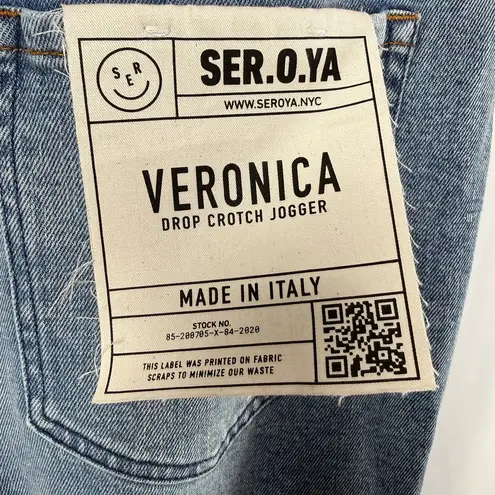 SER
SER.O.YA
WWW.SEROYA.NYC
VERONICA
DROP CROTCH JOGGER
MADE IN ITALY
STOCK NO.
85-200705-X-84-2020
THIS LABEL WAS PRINTED ON FABRIC
SCRAPS TO MINIMIZE OUR WASTE